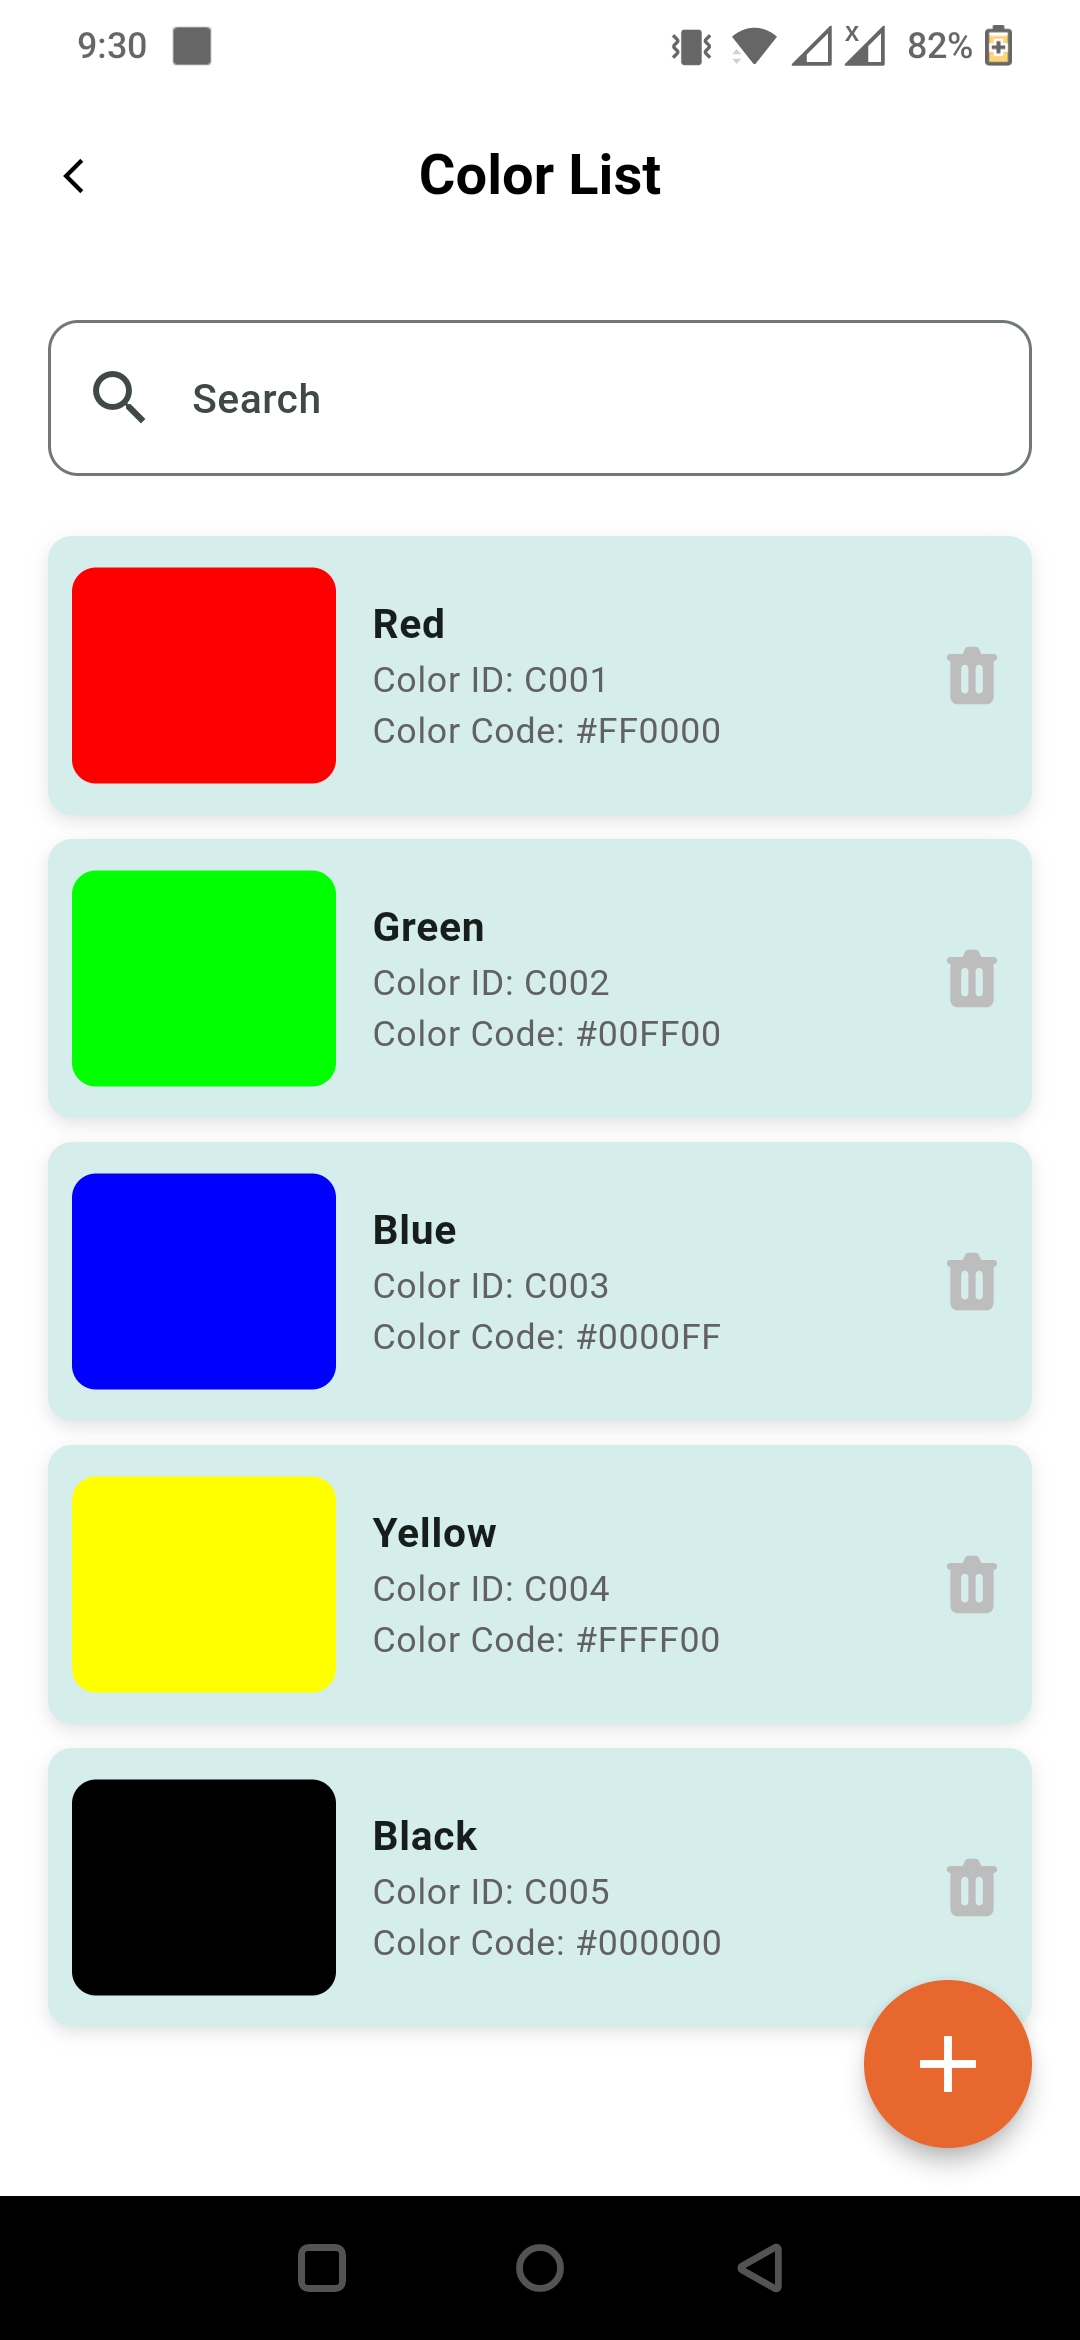 9:30
X
82%
Color List
Search
Red
Color ID: C001
Color Code: #FF0000
Green
Color ID: C002
Color Code: #00FF00
Blue
Color ID: C003
Color Code: #0000FF
Yellow
Color ID: C004
Color Code: #FFFF00
Black
Color ID: C005
Color Code: #000000